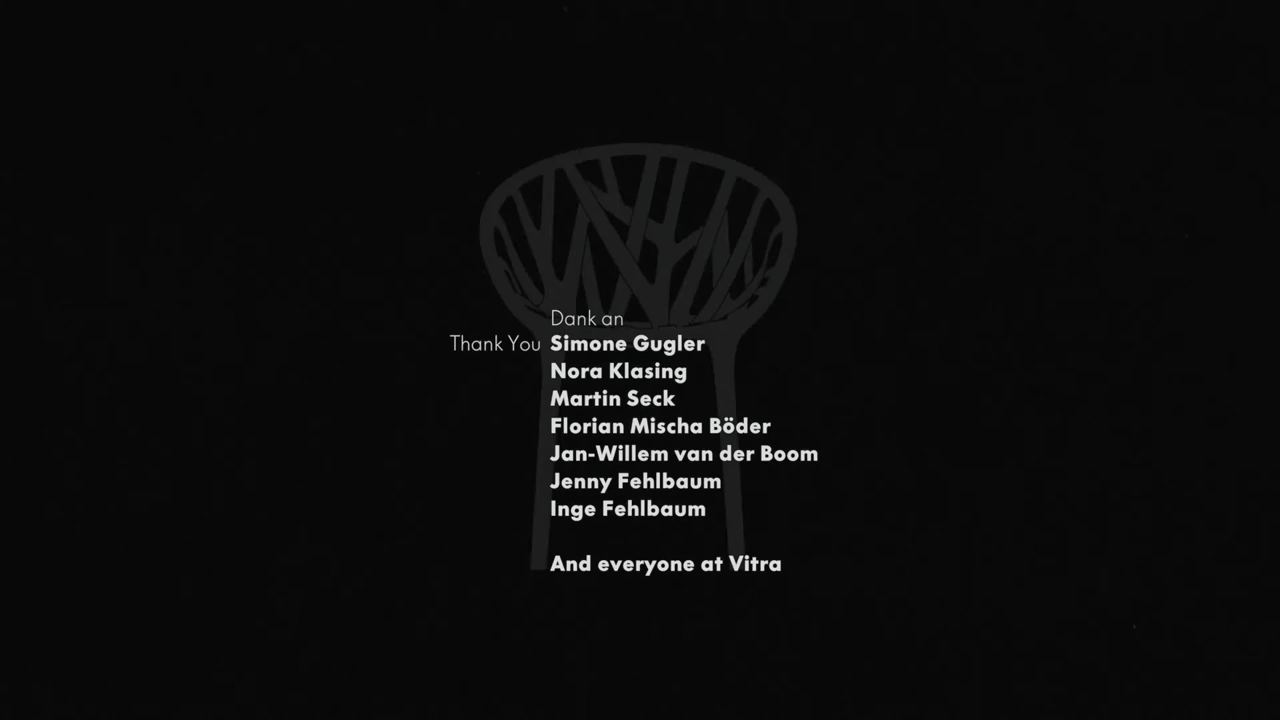 Dank an
Thank You Simone Gugler
Nora Klasing
Martin Seck
Florian Mischa Böder
Jan-Willem van der Boom
Jenny Fehlbaum
Inge Fehlbaum
And everyone at Vitra